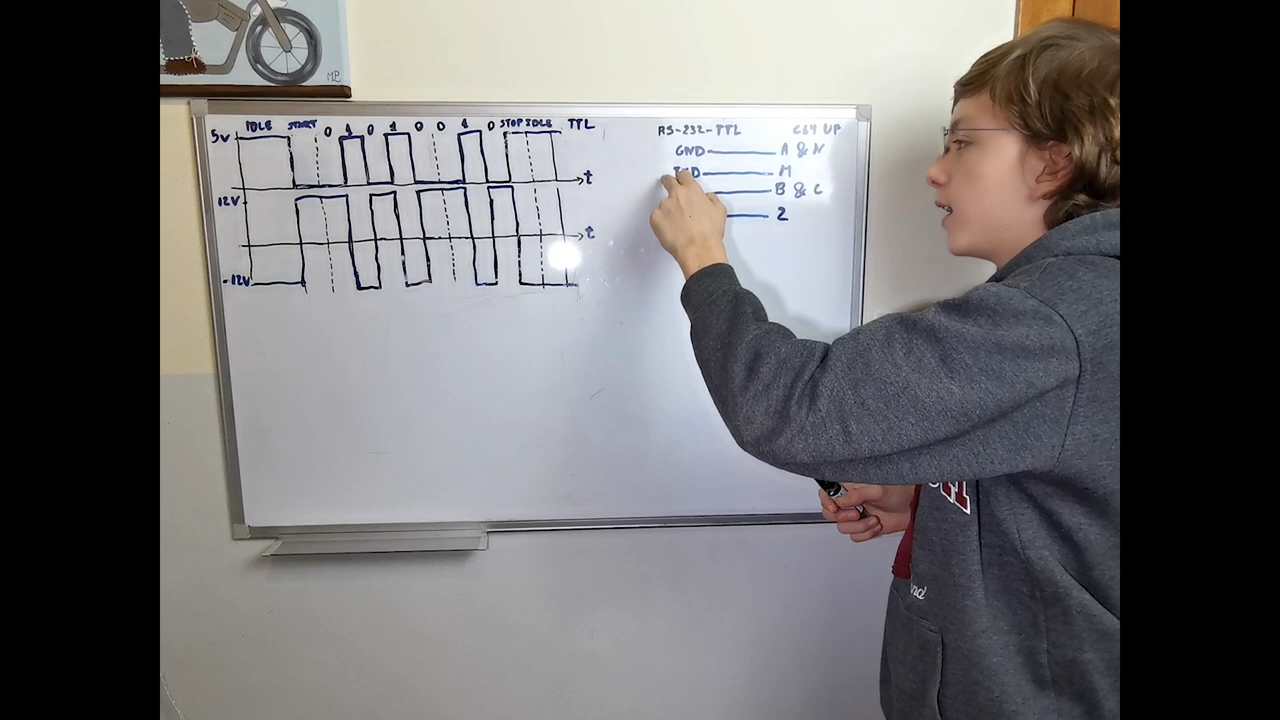 IDLE START 0 1 0 1 0 0 1 0 STOP IDLE TTL
5V
t
12V
t
-12V
RS-232-TTL C64 UP
GND A & N
M
B & C
2
MB